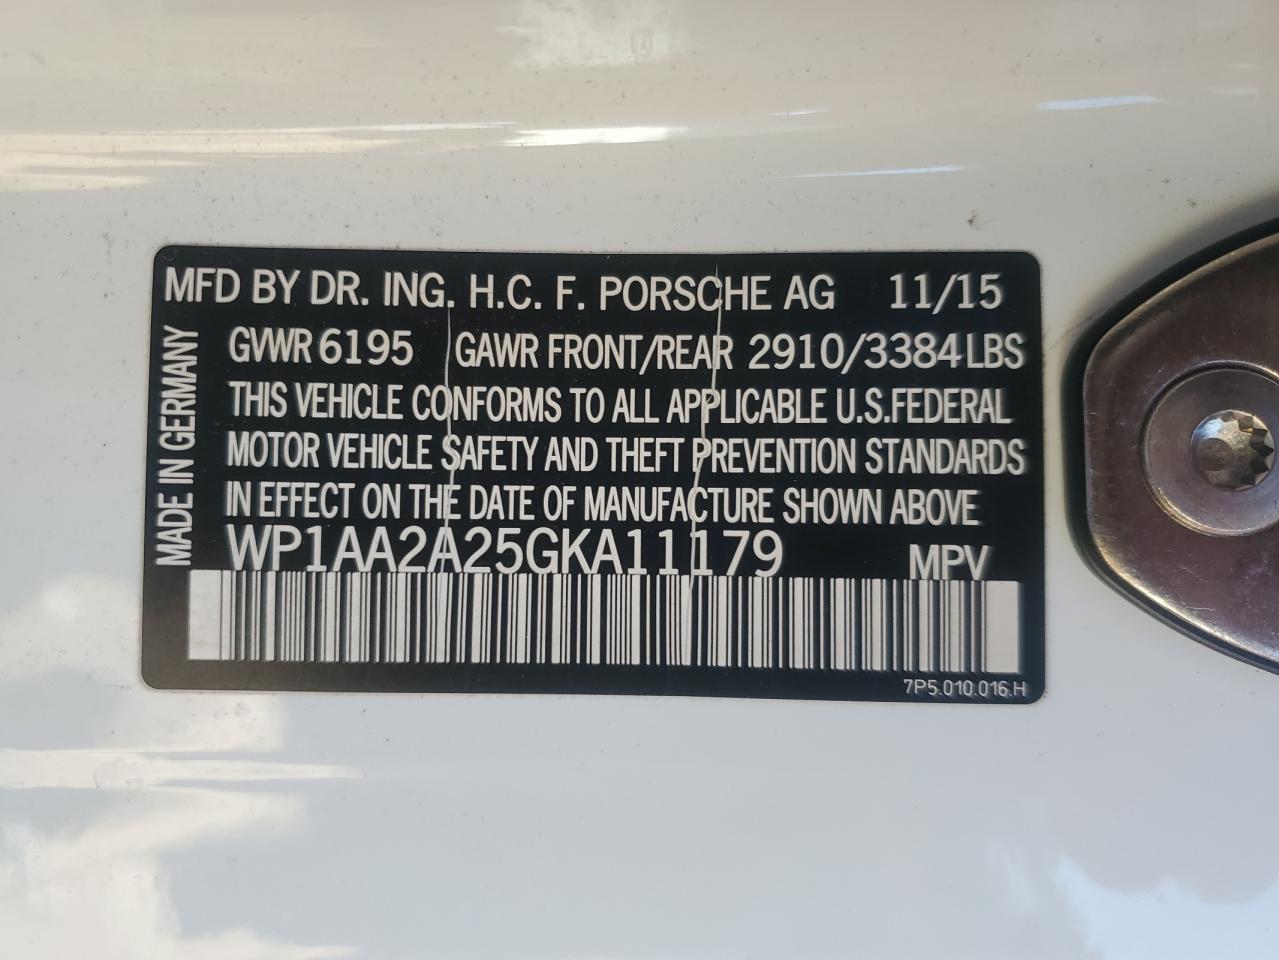 MFD BY DR. ING. H.C. F. PORSCHE AG 11/15
GVWR 6195 GAWR FRONT/REAR 2910/3384LBS
THIS VEHICLE CONFORMS TO ALL APPLICABLE U.S.FEDERAL
MOTOR VEHICLE SAFETY AND THEFT PREVENTION STANDARDS
IN EFFECT ON THE DATE OF MANUFACTURE SHOWN ABOVE
WP1AA2A25GKA11179 MPV
7P5.010.016.H
MADE IN GERMANY